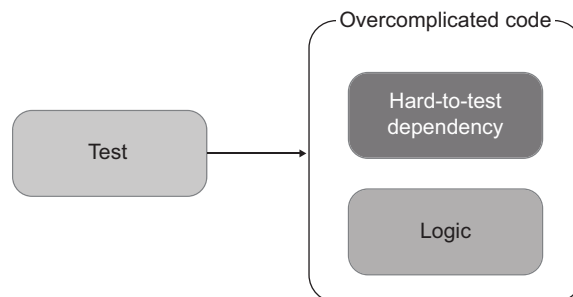 Overcomplicated code
Hard-to-test
dependency
Test
Logic